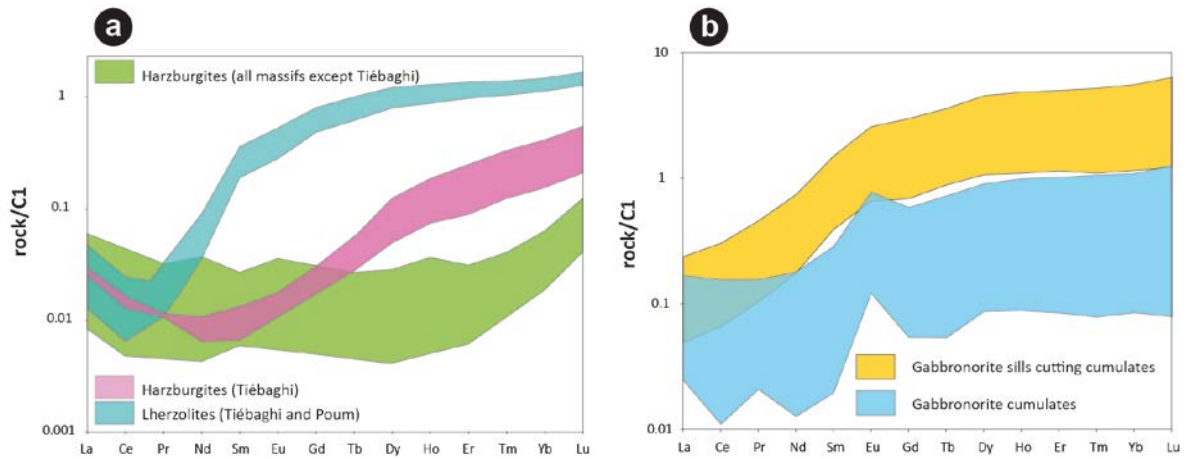 a
Harzburgites (all massifs except Tiébaghi)
1
0.1
0.01
0.001
rock/C1
Harzburgites (Tiébaghi)
Lherzolites (Tiébaghi and Poum)
La Ce Pr Nd Sm Eu Gd Tb Dy Ho Er Tm Yb Lu
b
10
1
0.1
0.01
rock/C1
Gabbronorite sills cutting cumulates
Gabbronorite cumulates
La Ce Pr Nd Sm Eu Gd Tb Dy Ho Er Tm Yb Lu